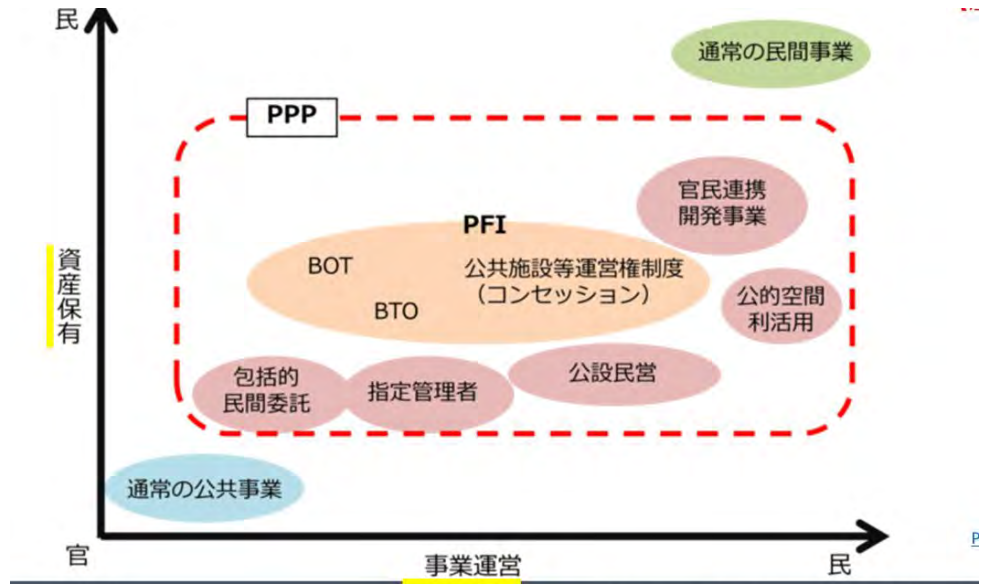 民
通常の民間事業
PPP
官民連携
開発事業
PFI
BOT
公共施設等運営権制度
（コンセッション）
BTO
公的空間
利活用
資産保有
包括的
民間委託
指定管理者
公設民営
通常の公共事業
官
事業運営
民
P